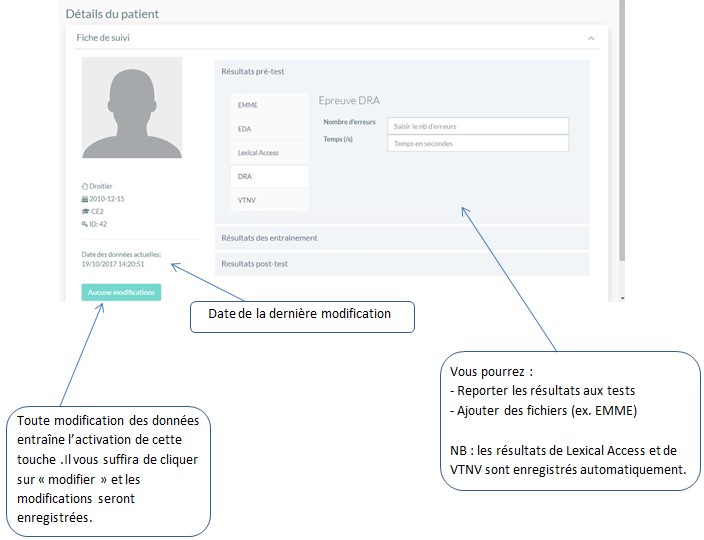 Détails du patient
Fiche de suivi
Résultats pré-test
EMME
EDA
Lexical Access
DRA
VTNV
Epreuve DRA
Nombre d'erreurs
Saisir le nb d'erreurs
Temps (/s)
Temps en secondes
Droitier
2010-12-15
CE2
ID: 42
Date des données actuelles:
19/10/2017 14:20:51
Aucune modifications
Résultats des entrainement
Resultats post-test
Date de la dernière modification
Vous pourrez :
- Reporter les résultats aux tests
- Ajouter des fichiers (ex. EMME)
NB : les résultats de Lexical Access et de
VTNV sont enregistrés automatiquement.
Toute modification des données
entraîne l'activation de cette
touche .Il vous suffira de cliquer
sur « modifier » et les
modifications seront
enregistrées.